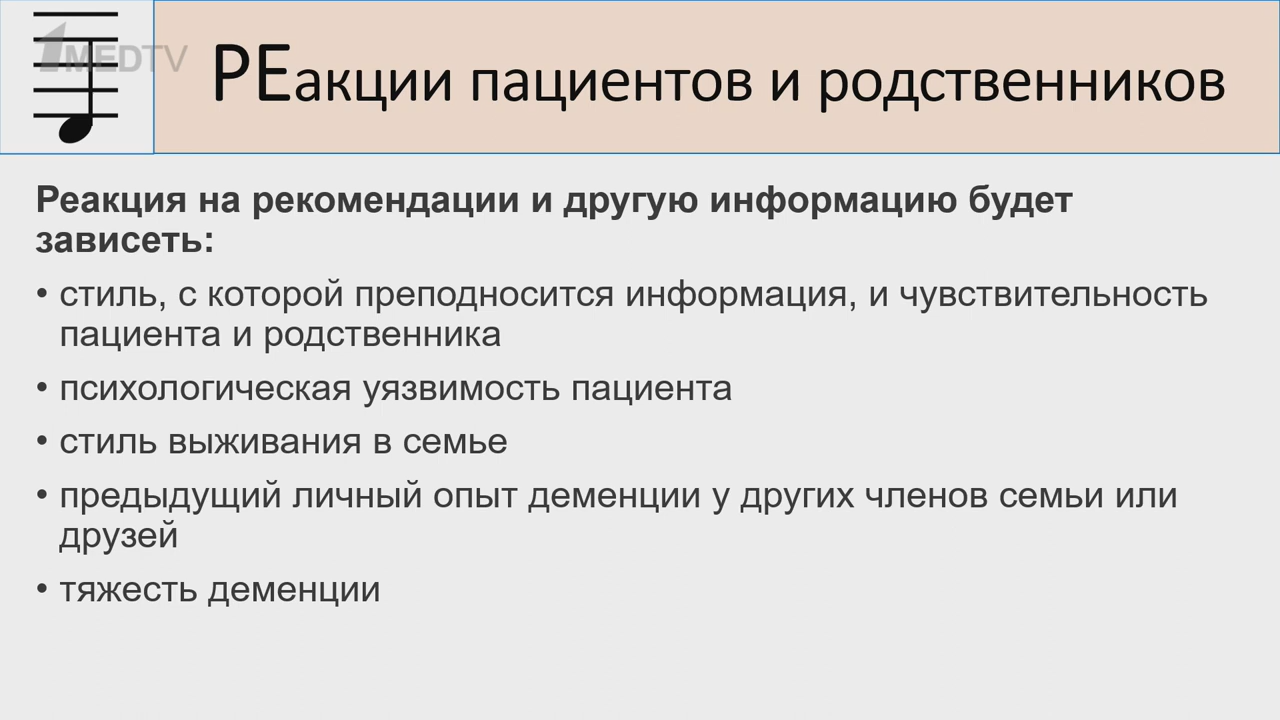 1MEDTV
РЕакции пациентов и родственников
Реакция на рекомендации и другую информацию будет
зависеть:
• стиль, с которой преподносится информация, и чувствительность
пациента и родственника
• психологическая уязвимость пациента
• стиль выживания в семье
• предыдущий личный опыт деменции у других членов семьи или
друзей
• тяжесть деменции